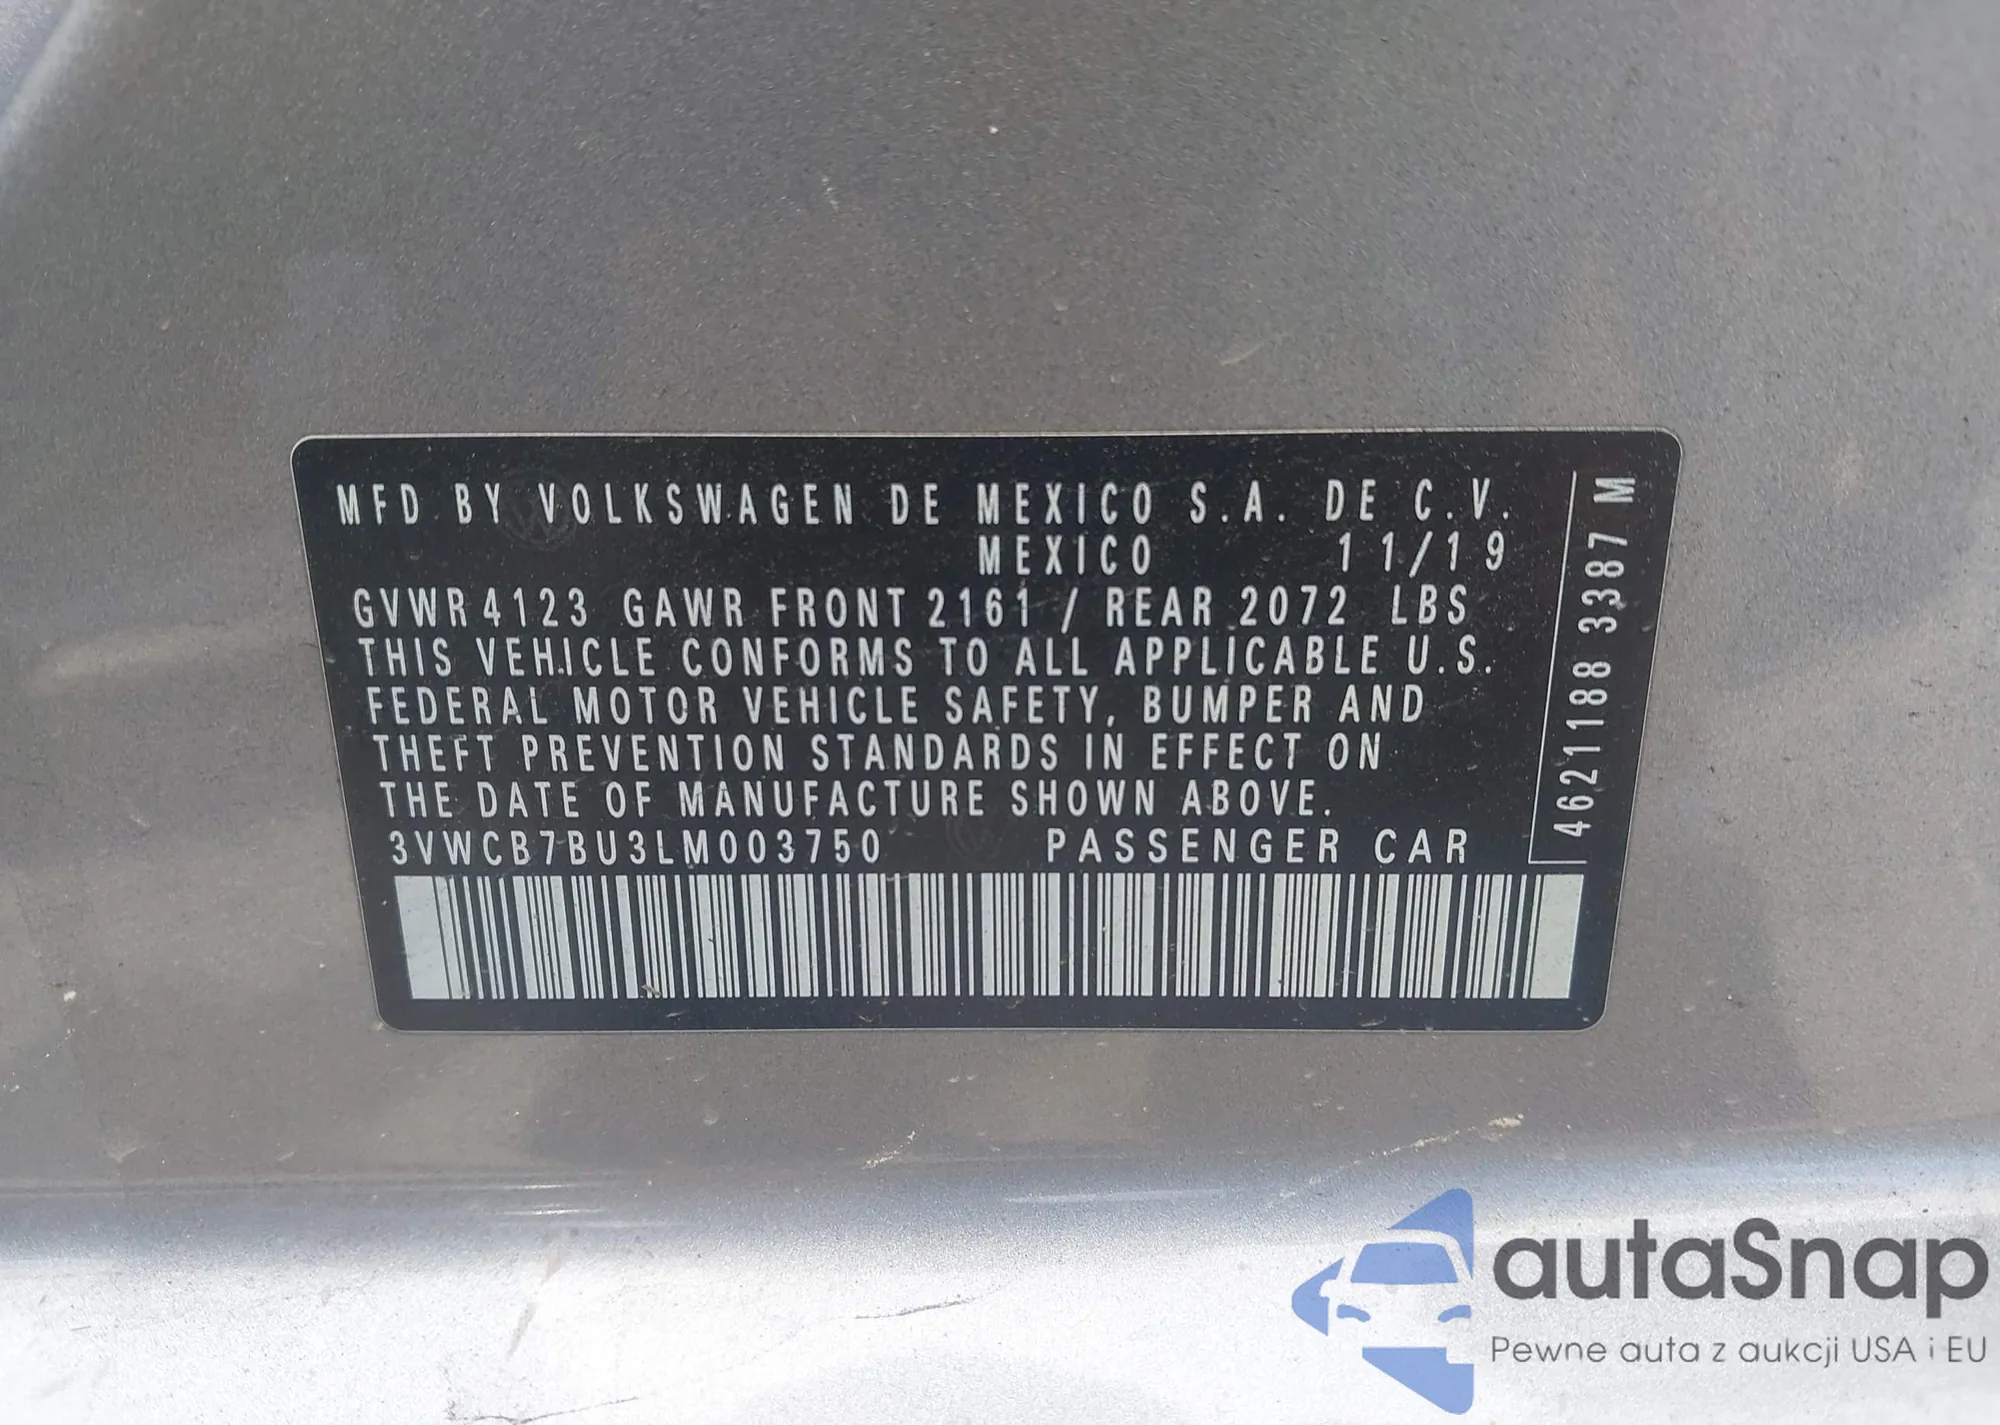 MFD BY VOLKSWAGEN DE MEXICO S.A. DE C.V.
MEXICO 11/19
GVWR 4123 GAWR FRONT 2161 / REAR 2072 LBS
THIS VEHICLE CONFORMS TO ALL APPLICABLE U.S.
FEDERAL MOTOR VEHICLE SAFETY, BUMPER AND
THEFT PREVENTION STANDARDS IN EFFECT ON
THE DATE OF MANUFACTURE SHOWN ABOVE.
3VWCB7BU3LM003750 PASSENGER CAR
4621188 3387 M
autaSnap
Pewne auta z aukcji USA i EU